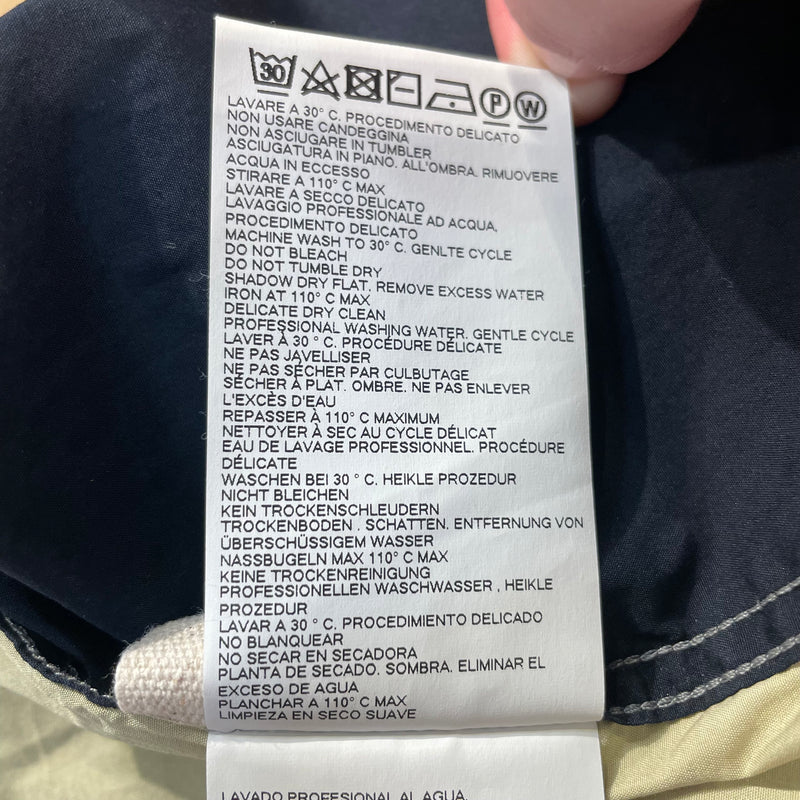 30
P
W
LAVARE A 30° C. PROCEDIMENTO DELICATO
NON USARE CANDEGGINA
NON ASCIUGARE IN TUMBLER
ASCIUGATURA IN PIANO. ALL'OMBRA. RIMUOVERE
ACQUA IN ECCESSO
STIRARE A 110° C MAX
LAVARE A SECCO DELICATO
LAVAGGIO PROFESSIONALE AD ACQUA,
PROCEDIMENTO DELICATO
MACHINE WASH TO 30° C. GENLTE CYCLE
DO NOT BLEACH
DO NOT TUMBLE DRY
SHADOW DRY FLAT. REMOVE EXCESS WATER
IRON AT 110° C MAX
DELICATE DRY CLEAN
PROFESSIONAL WASHING WATER. GENTLE CYCLE
LAVER À 30 ° C. PROCÉDURE DÉLICATE
NE PAS JAVELLISER
NE PAS SÉCHER PAR CULBUTAGE
SÉCHER À PLAT. OMBRE. NE PAS ENLEVER
L'EXCÈS D'EAU
REPASSER À 110° C MAXIMUM
NETTOYER À SEC AU CYCLE DÉLICAT
EAU DE LAVAGE PROFESSIONNEL. PROCÉDURE
DÉLICATE
WASCHEN BEI 30 ° C. HEIKLE PROZEDUR
NICHT BLEICHEN
KEIN TROCKENSCHLEUDERN
TROCKENBODEN . SCHATTEN. ENTFERNUNG VON
ÜBERSCHÜSSIGEM WASSER
NASSBUGELN MAX 110° C MAX
KEINE TROCKENREINIGUNG
PROFESSIONELLEN WASCHWASSER , HEIKLE
PROZEDUR
LAVAR A 30 ° C. PROCEDIMIENTO DELICADO
NO BLANQUEAR
NO SECAR EN SECADORA
PLANTA DE SECADO. SOMBRA. ELIMINAR EL
EXCESO DE AGUA
PLANCHAR A 110° C MAX
LIMPIEZA EN SECO SUAVE
LAVADO PROFESIONAL AL AGUA,